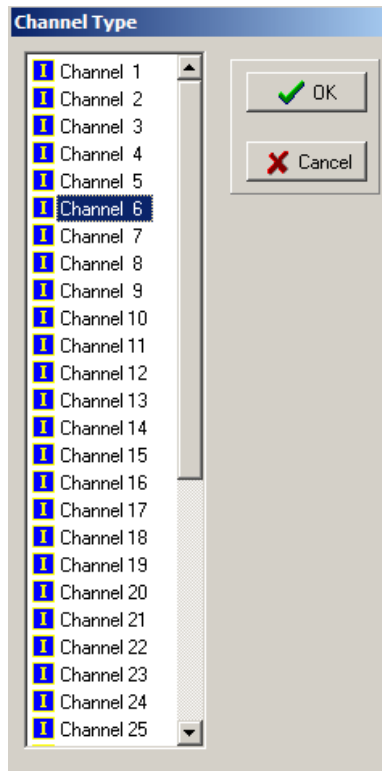 Channel Type
I Channel 1
I Channel 2
I Channel 3
I Channel 4
I Channel 5
I Channel 6
I Channel 7
I Channel 8
I Channel 9
I Channel 10
I Channel 11
I Channel 12
I Channel 13
I Channel 14
I Channel 15
I Channel 16
I Channel 17
I Channel 18
I Channel 19
I Channel 20
I Channel 21
I Channel 22
I Channel 23
I Channel 24
I Channel 25
OK
Cancel